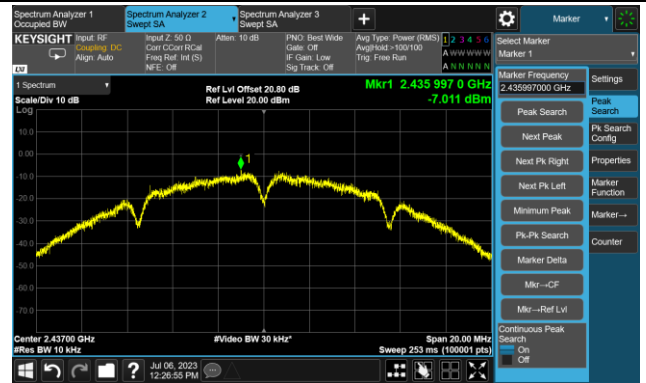 Spectrum Analyzer 1
Occupied BW
Spectrum Analyzer 2
Swept SA
Spectrum Analyzer 3
Swept SA
+
Marker
KEYSIGHT
Input: RF
Coupling: DC
Align: Auto
Input Z: 50 Ω
Corr CCorr RCal
Freq Ref: Int (S)
NFE: Off
Atten: 10 dB
PNO: Best Wide
Gate: Off
IF Gain: Low
Sig Track: Off
Avg Type: Power (RMS)
Avg|Hold:>100/100
Trig: Free Run
1 2 3 4 5 6
A W W W W W
A N N N N N
LXI
Select Marker
Marker 1
1 Spectrum
Scale/Div 10 dB
Ref Lvl Offset 20.80 dB
Ref Level 20.00 dBm
Mkr1 2.435 997 0 GHz
-7.011 dBm
Log
10.0
0.00
-10.0
-20.0
-30.0
-40.0
-50.0
-60.0
-70.0
1
Center 2.43700 GHz
#Res BW 10 kHz
#Video BW 30 kHz*
Span 20.00 MHz
Sweep 253 ms (100001 pts)
Marker Frequency
2.435997000 GHz
Peak Search
Next Peak
Next Pk Right
Next Pk Left
Minimum Peak
Pk-Pk Search
Marker Delta
Mkr→CF
Mkr→Ref Lvl
Continuous Peak
Search
On
Off
Settings
Peak
Search
Pk Search
Config
Properties
Marker
Function
Marker→
Counter
?
Jul 06, 2023
12:26:55 PM